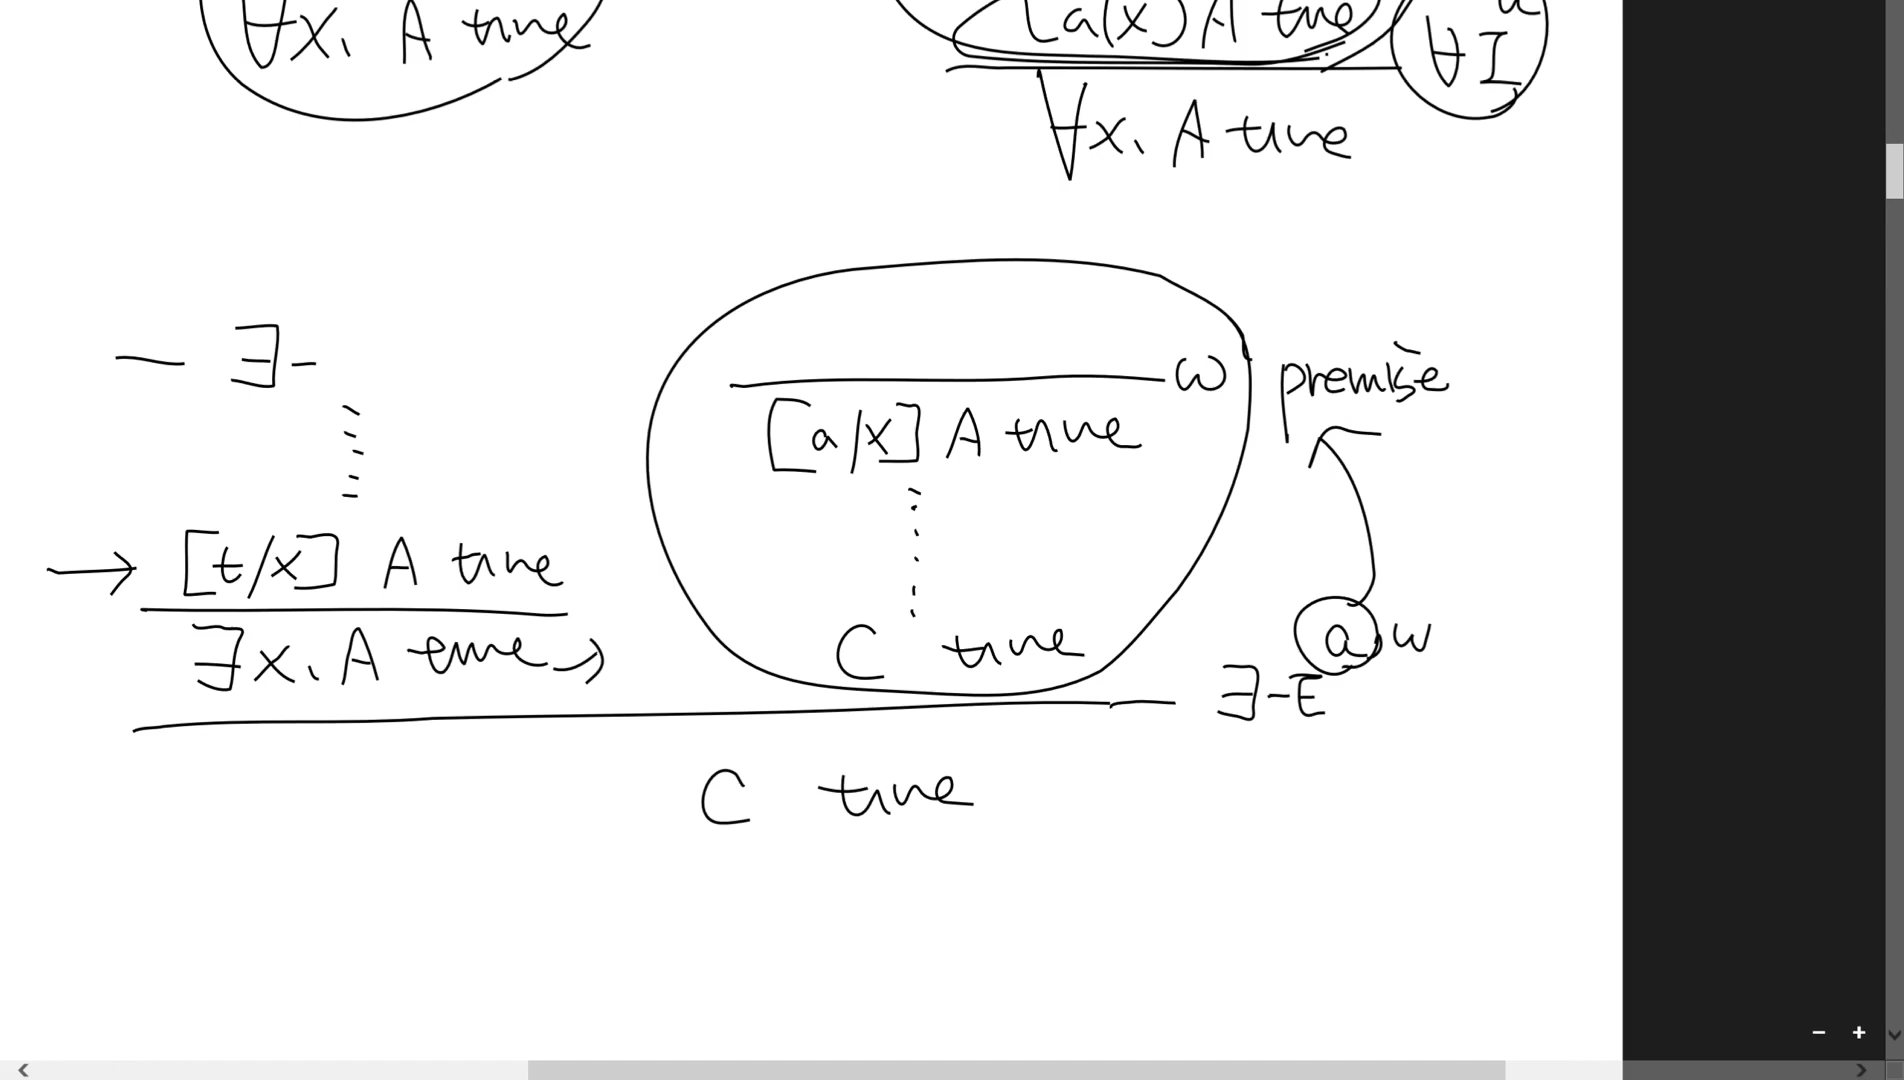 ∀x. A true
[a/x] A true
∀I
a
∀x. A true
— ∃-
ω
premise
[a/x] A true
[t/x] A true
∃x. A true
C true
a, w
∃-E
C true